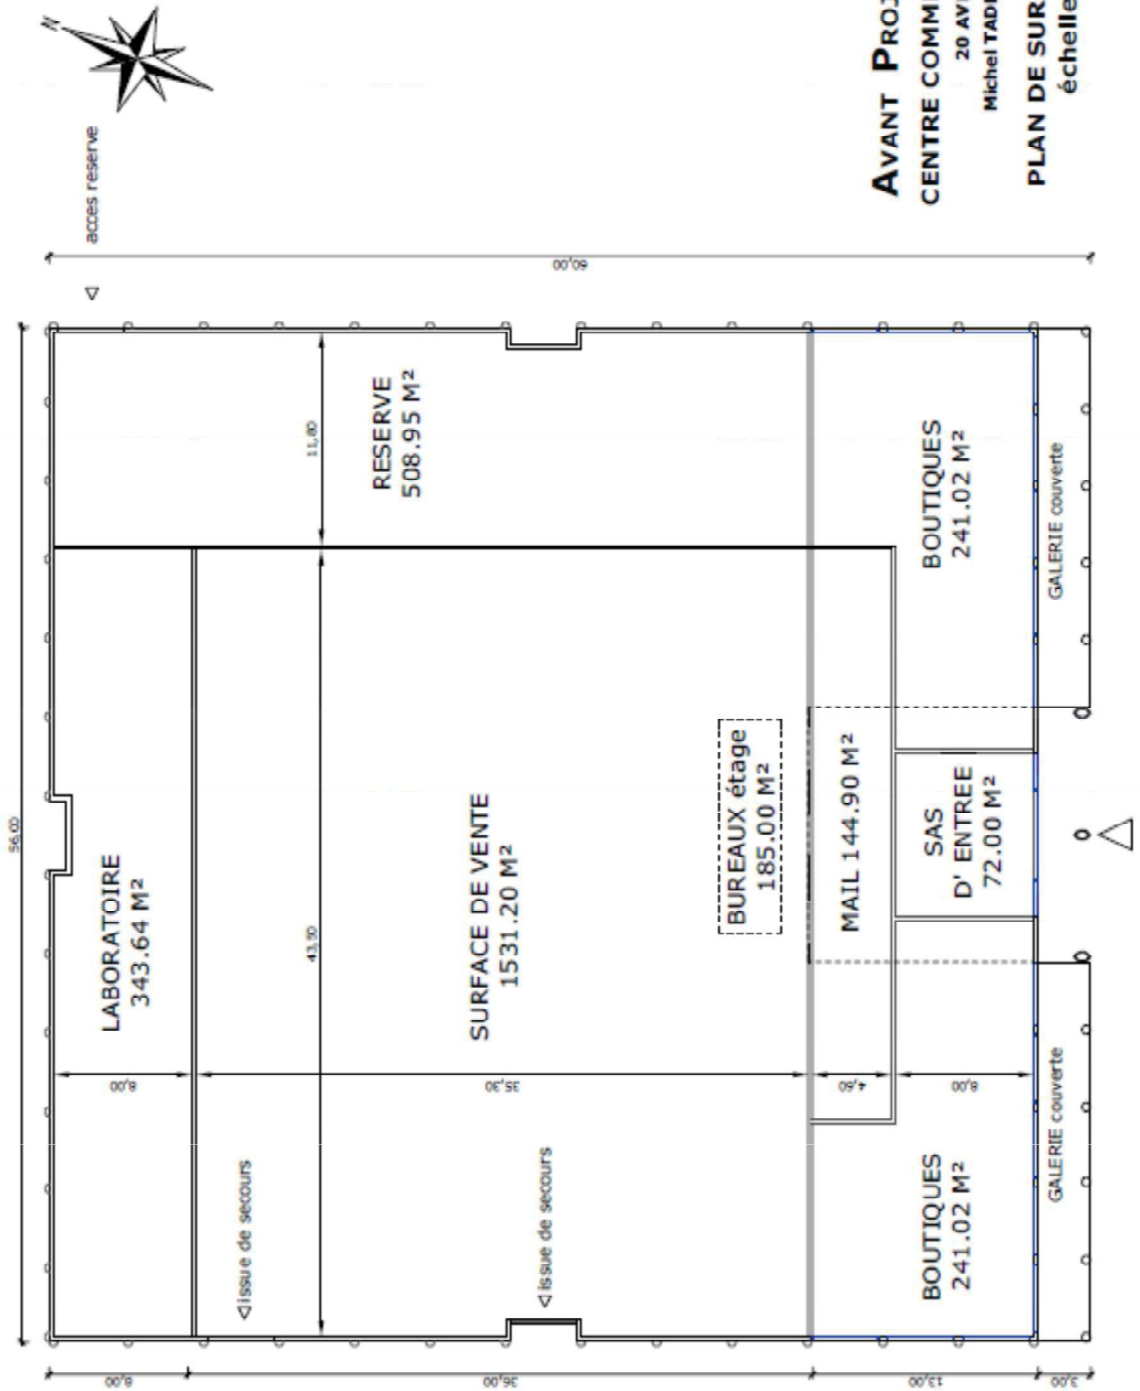 N
acces reserve
AVANT PROJ
CENTRE COMM
20 AV
Michel TAD
PLAN DE SUR
échelle
56,00
60,00
LABORATOIRE
343.64 M²
8,00
RESERVE
508.95 M²
11,80
43,50
SURFACE DE VENTE
1531.20 M²
35,30
issue de secours
issue de secours
BUREAUX étage
185.00 M²
MAIL 144.90 M²
4,60
SAS
D' ENTREE
72.00 M²
8,00
BOUTIQUES
241.02 M²
BOUTIQUES
241.02 M²
GALERIE couverte
GALERIE couverte
8,00
36,00
13,00
3,00